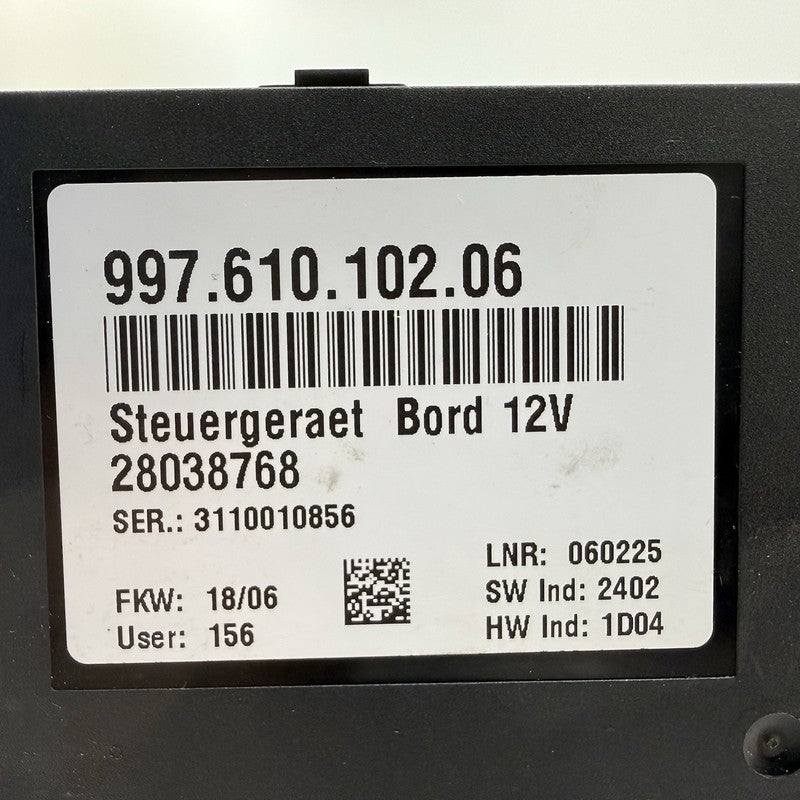 997.610.102.06
Steuergeraet Bord 12V
28038768
SER.: 3110010856
LNR: 060225
FKW: 18/06
SW Ind: 2402
User: 156
HW Ind: 1D04